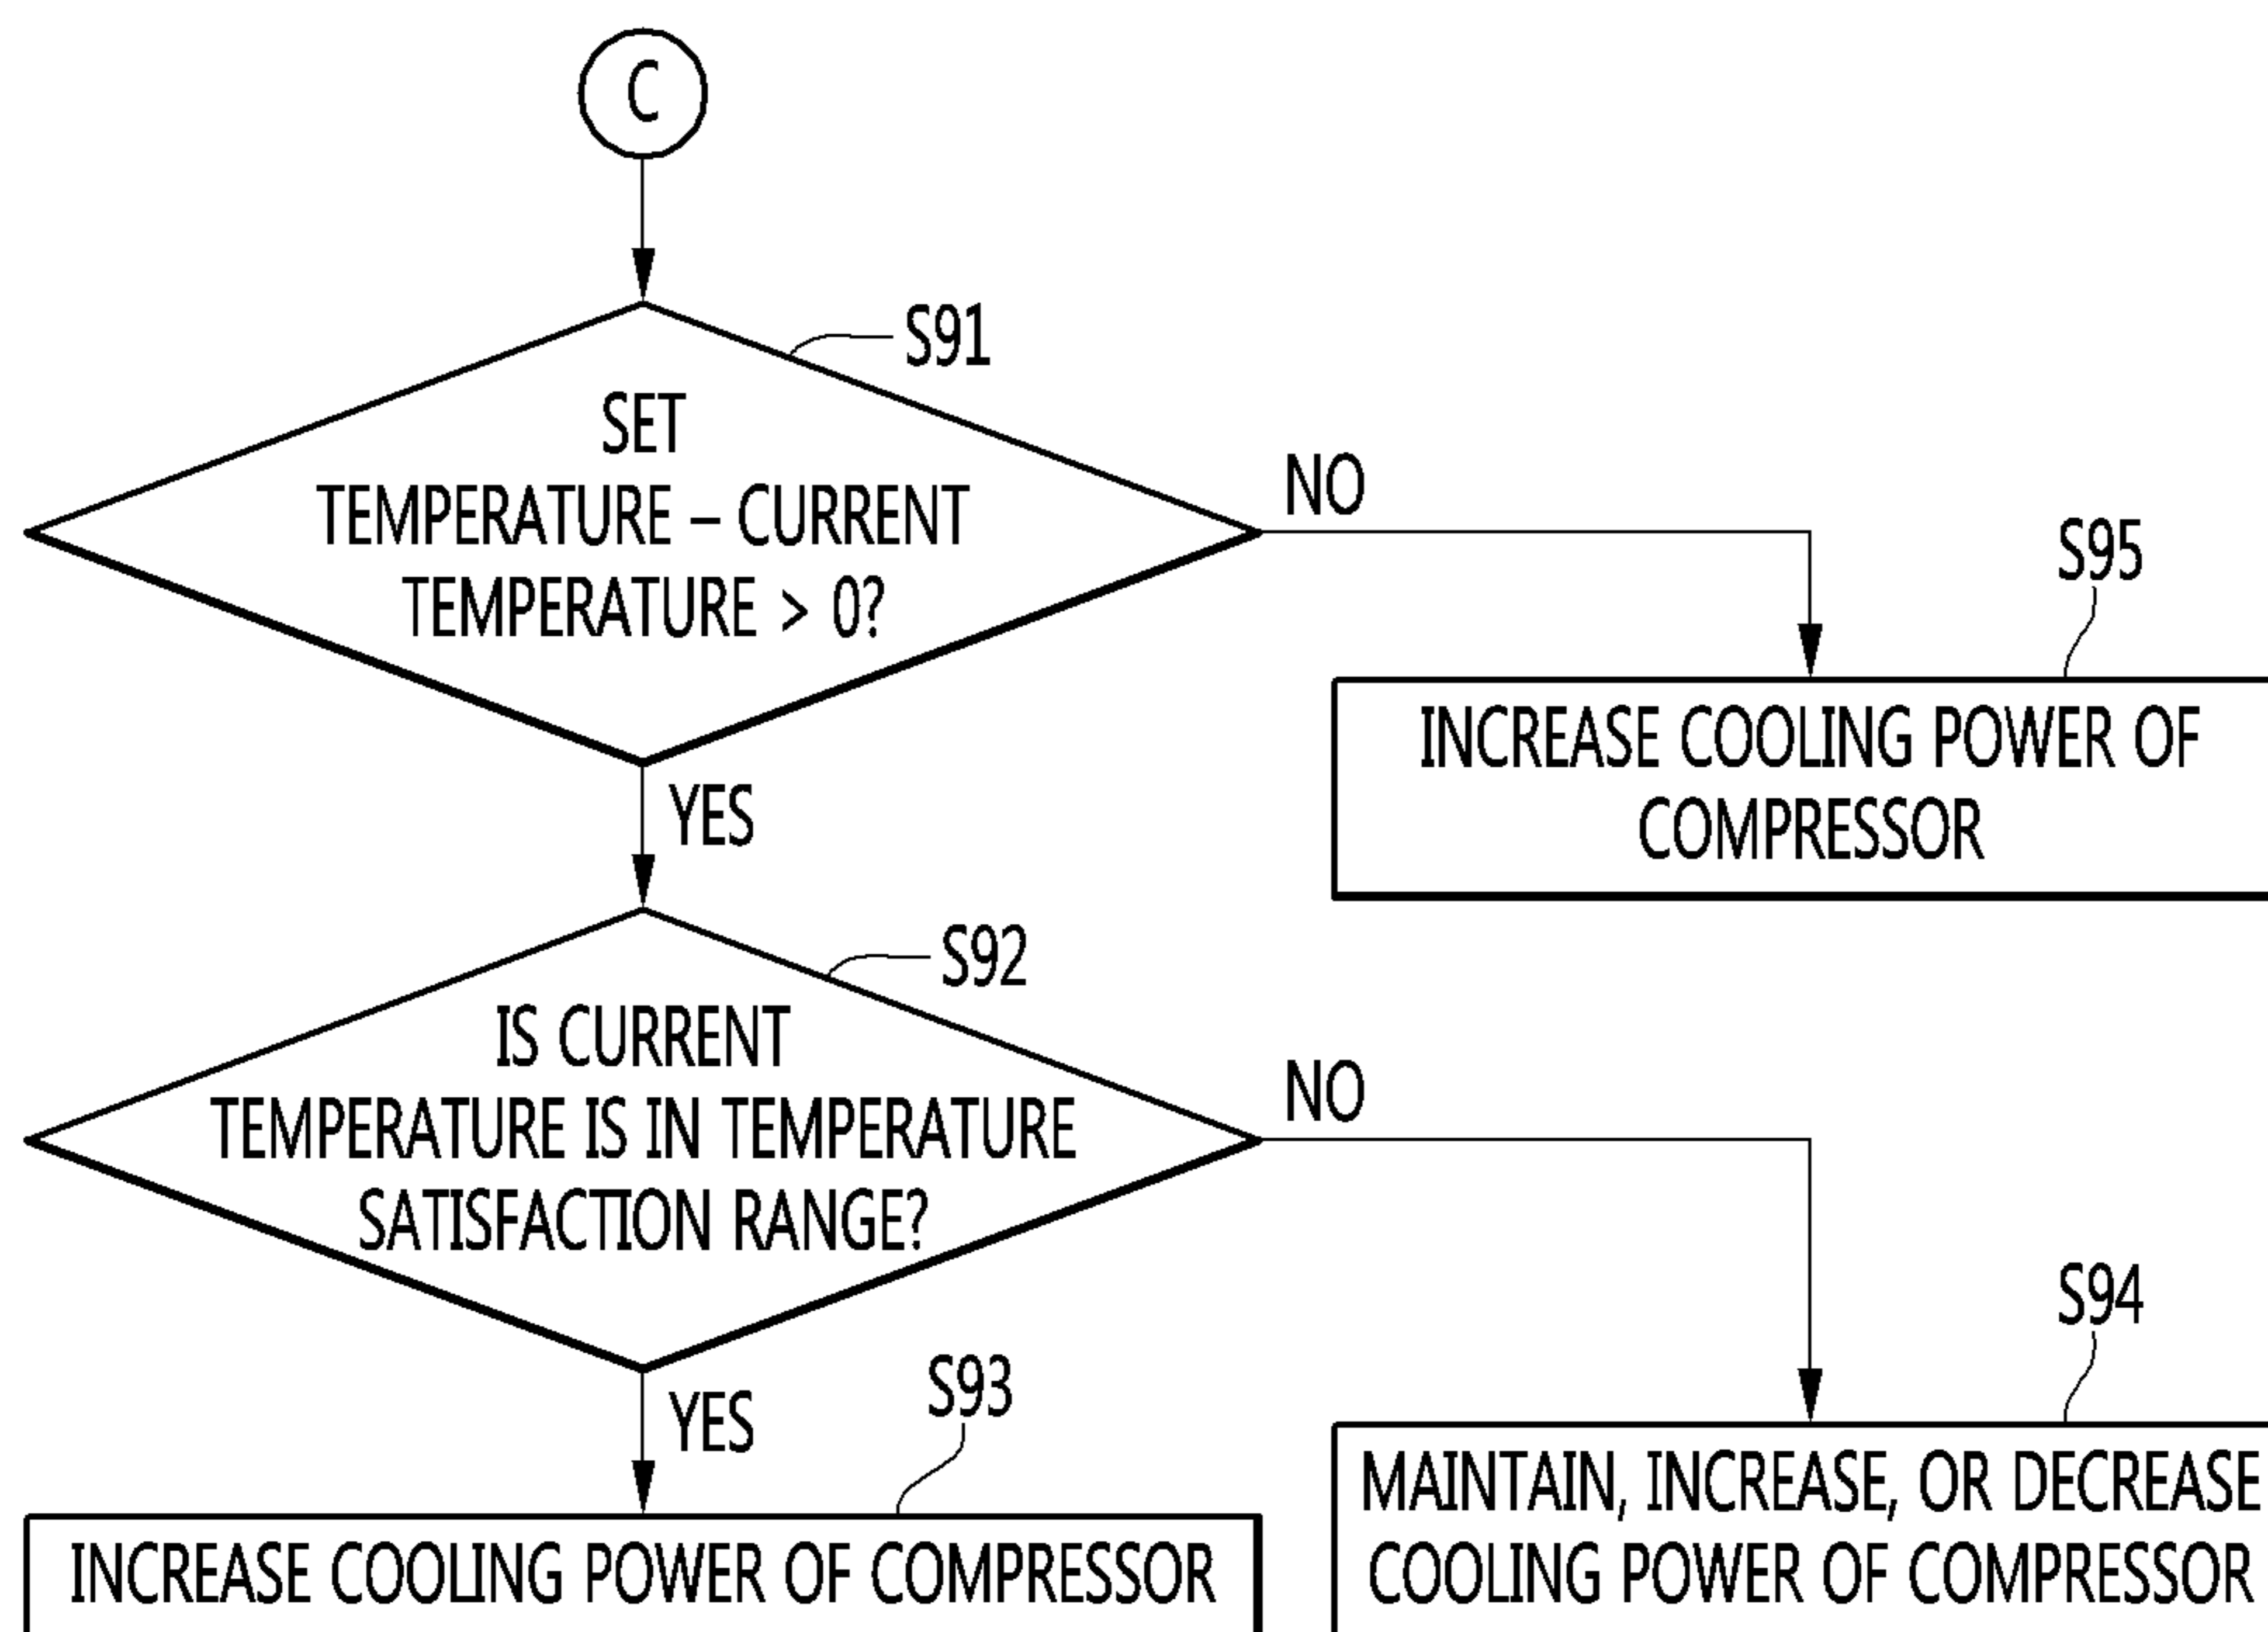 C
S91
SET
TEMPERATURE – CURRENT
TEMPERATURE > 0?
NO
S95
INCREASE COOLING POWER OF
COMPRESSOR
YES
S92
IS CURRENT
TEMPERATURE IS IN TEMPERATURE
SATISFACTION RANGE?
NO
S94
MAINTAIN, INCREASE, OR DECREASE
COOLING POWER OF COMPRESSOR
YES
S93
INCREASE COOLING POWER OF COMPRESSOR